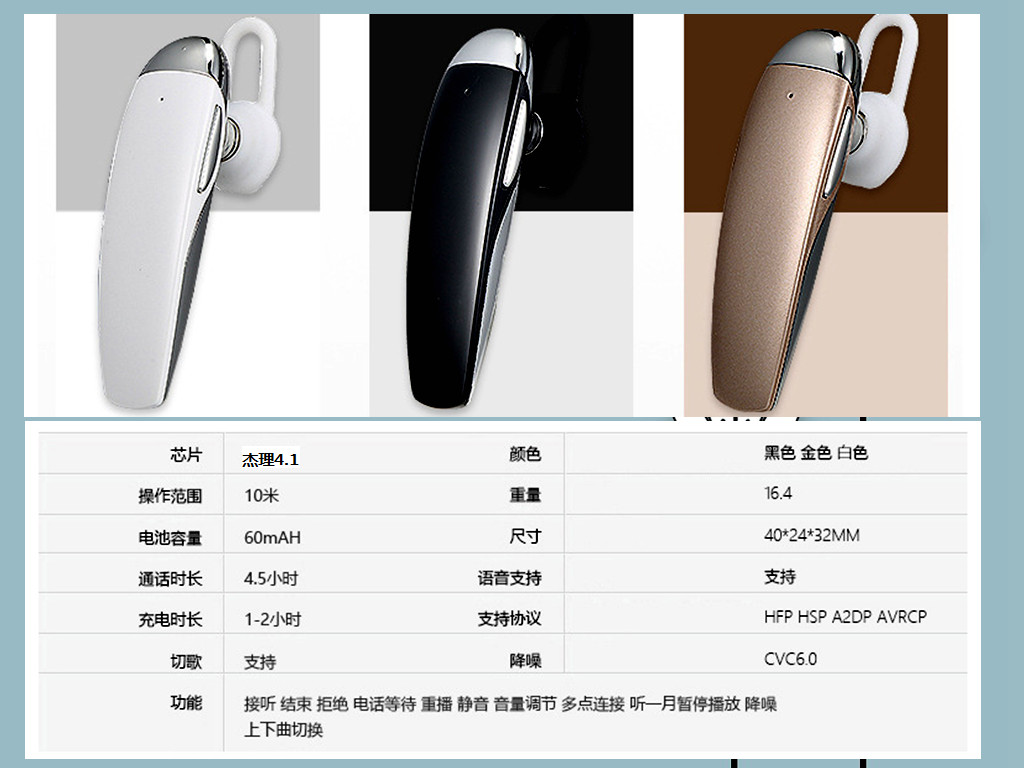 芯片 杰理4.1 颜色 黑色 金色 白色
操作范围 10米 重量 16.4
电池容量 60mAH 尺寸 40*24*32MM
通话时长 4.5小时 语音支持 支持
充电时长 1-2小时 支持协议 HFP HSP A2DP AVRCP
切歌 支持 降噪 CVC6.0
功能 接听 结束 拒绝 电话等待 重播 静音 音量调节 多点连接 听一月暂停播放 降噪
上下曲切换